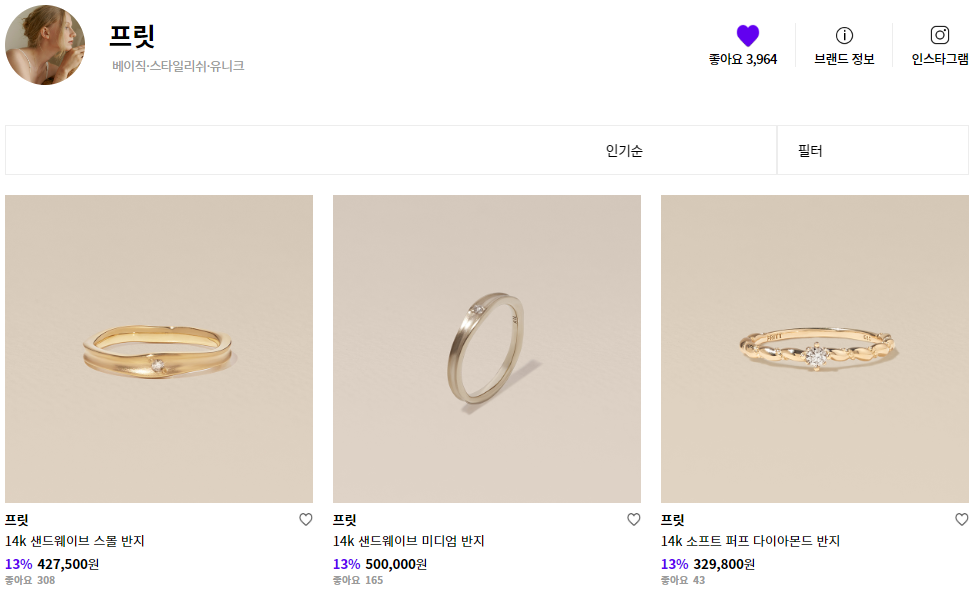 프릿
베이직·스타일리쉬·유니크
좋아요 3,964
브랜드 정보
인스타그램
인기순
필터
프릿
14k 샌드웨이브 스몰 반지
13% 427,500원
좋아요 308
프릿
14k 샌드웨이브 미디엄 반지
13% 500,000원
좋아요 165
프릿
14k 소프트 퍼프 다이아몬드 반지
13% 329,800원
좋아요 43